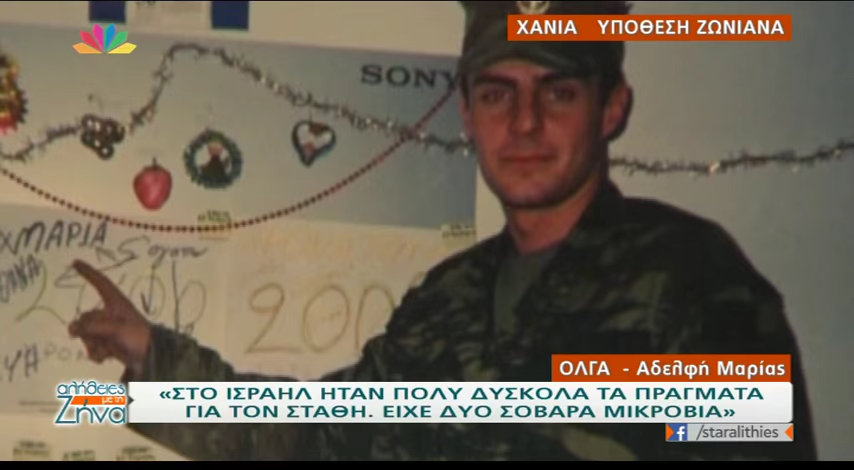 ΧΑΝΙΑ ΥΠΟΘΕΣΗ ΖΩΝΙΑΝΑ
SONY
ΜΑΡΙΑ
200
ΟΛΓΑ - Αδελφή Μαρίας
αλήθειες
με τη
Ζήνα
«ΣΤΟ ΙΣΡΑΗΛ ΗΤΑΝ ΠΟΛΥ ΔΥΣΚΟΛΑ ΤΑ ΠΡΑΓΜΑΤΑ
ΓΙΑ ΤΟΝ ΣΤΑΘΗ. ΕΙΧΕ ΔΥΟ ΣΟΒΑΡΑ ΜΙΚΡΟΒΙΑ»
f /staralithies